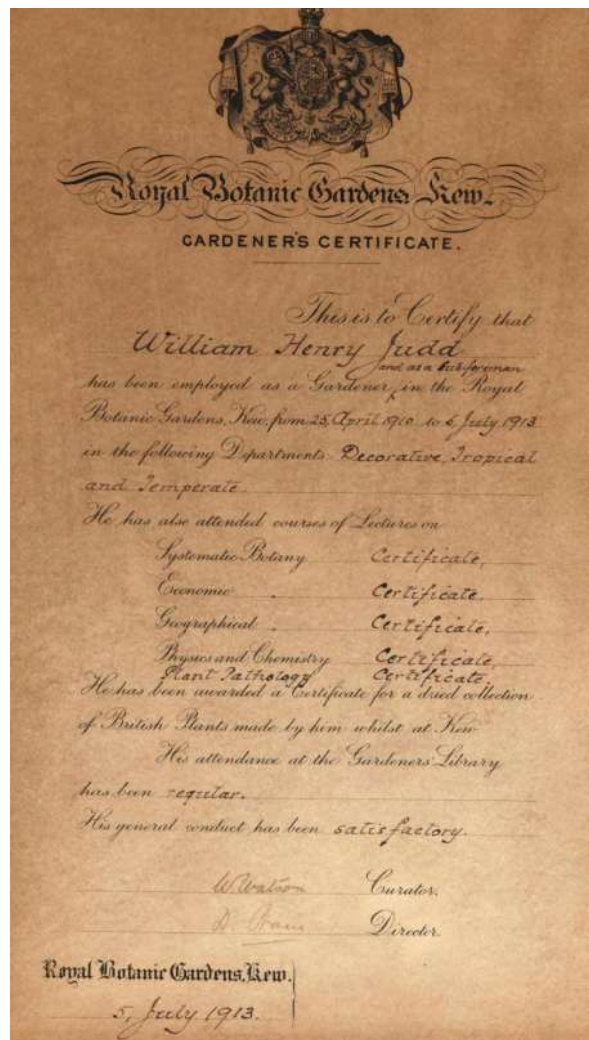 Royal Botanic Gardens, Kew.
GARDENER'S CERTIFICATE.
This is to Certify that
William Henry Judd
and as a Sub-foreman
has been employed as a Gardener, in the Royal
Botanic Gardens, Kew, from 25, April 1910 to 5, July 1913
in the following Departments Decorative, Tropical
and Temperate.
He has also attended courses of Lectures on
Systematic Botany Certificate,
Economic " Certificate.
Geographical " Certificate,
Physics and Chemistry Certificate,
Plant Pathology Certificate.
He has been awarded a Certificate for a dried collection
of British Plants made by him whilst at Kew
His attendance at the Gardeners' Library
has been regular.
His general conduct has been satisfactory.
W. Watson Curator.
D. Director.
Royal Botanic Gardens, Kew.
5, July 1913.